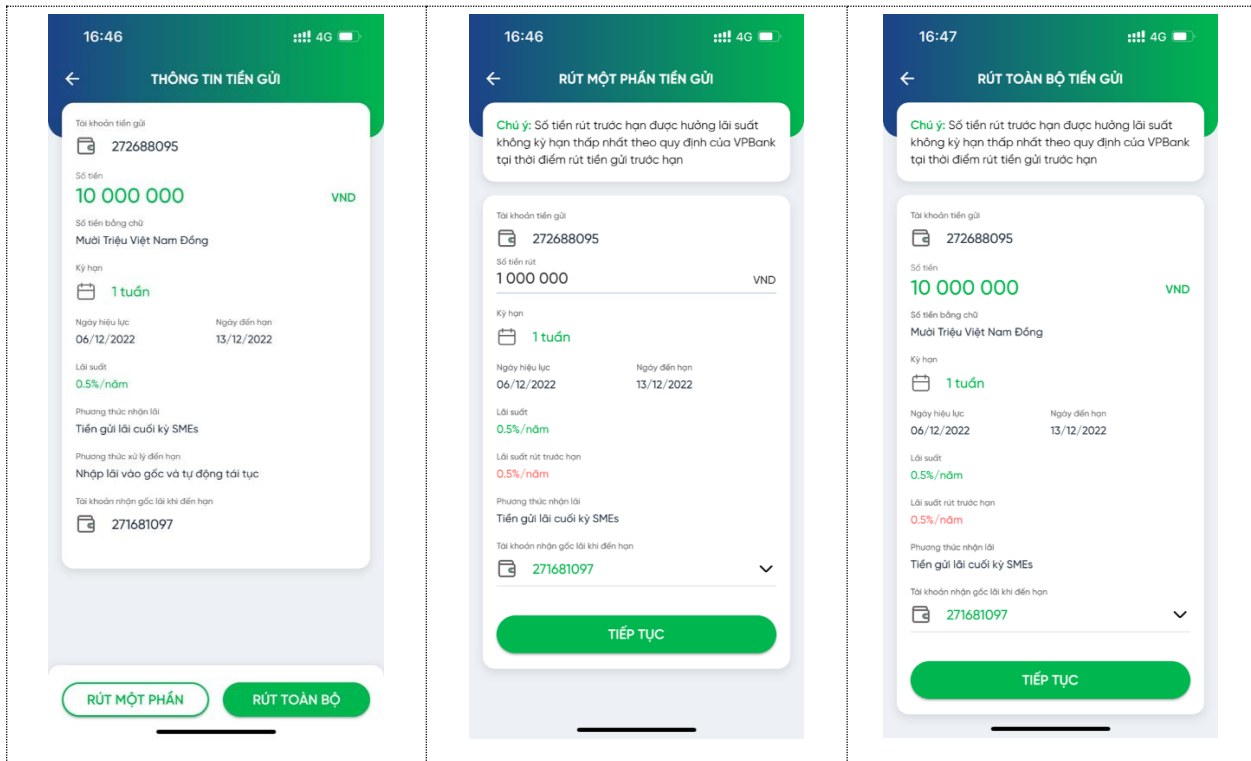 16:46 4G
THÔNG TIN TIỀN GỬI
Tài khoản tiền gửi
272688095
Số tiền
10 000 000 VND
Số tiền bằng chữ
Mười Triệu Việt Nam Đồng
Kỳ hạn
1 tuần
Ngày hiệu lực Ngày đến hạn
06/12/2022 13/12/2022
Lãi suất
0.5%/năm
Phương thức nhận lãi
Tiền gửi lãi cuối kỳ SMEs
Phương thức xử lý đến hạn
Nhập lãi vào gốc và tự động tái tục
Tài khoản nhận gốc lãi khi đến hạn
271681097
RÚT MỘT PHẦN RÚT TOÀN BỘ
16:46 4G
RÚT MỘT PHẦN TIỀN GỬI
Chú ý: Số tiền rút trước hạn được hưởng lãi suất
không kỳ hạn thấp nhất theo quy định của VPBank
tại thời điểm rút tiền gửi trước hạn
Tài khoản tiền gửi
272688095
Số tiền rút
1 000 000 VND
Kỳ hạn
1 tuần
Ngày hiệu lực Ngày đến hạn
06/12/2022 13/12/2022
Lãi suất
0.5%/năm
Lãi suất rút trước hạn
0.5%/năm
Phương thức nhận lãi
Tiền gửi lãi cuối kỳ SMEs
Tài khoản nhận gốc lãi khi đến hạn
271681097
TIẾP TỤC
16:47 4G
RÚT TOÀN BỘ TIỀN GỬI
Chú ý: Số tiền rút trước hạn được hưởng lãi suất
không kỳ hạn thấp nhất theo quy định của VPBank
tại thời điểm rút tiền gửi trước hạn
Tài khoản tiền gửi
272688095
Số tiền
10 000 000 VND
Số tiền bằng chữ
Mười Triệu Việt Nam Đồng
Kỳ hạn
1 tuần
Ngày hiệu lực Ngày đến hạn
06/12/2022 13/12/2022
Lãi suất
0.5%/năm
Lãi suất rút trước hạn
0.5%/năm
Phương thức nhận lãi
Tiền gửi lãi cuối kỳ SMEs
Tài khoản nhận gốc lãi khi đến hạn
271681097
TIẾP TỤC